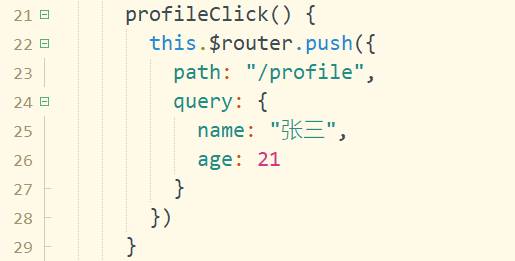 21 profileClick() {
22 this.$router.push({
23 path: "/profile",
24 query: {
25 name: "张三",
26 age: 21
27 }
28 })
29 }